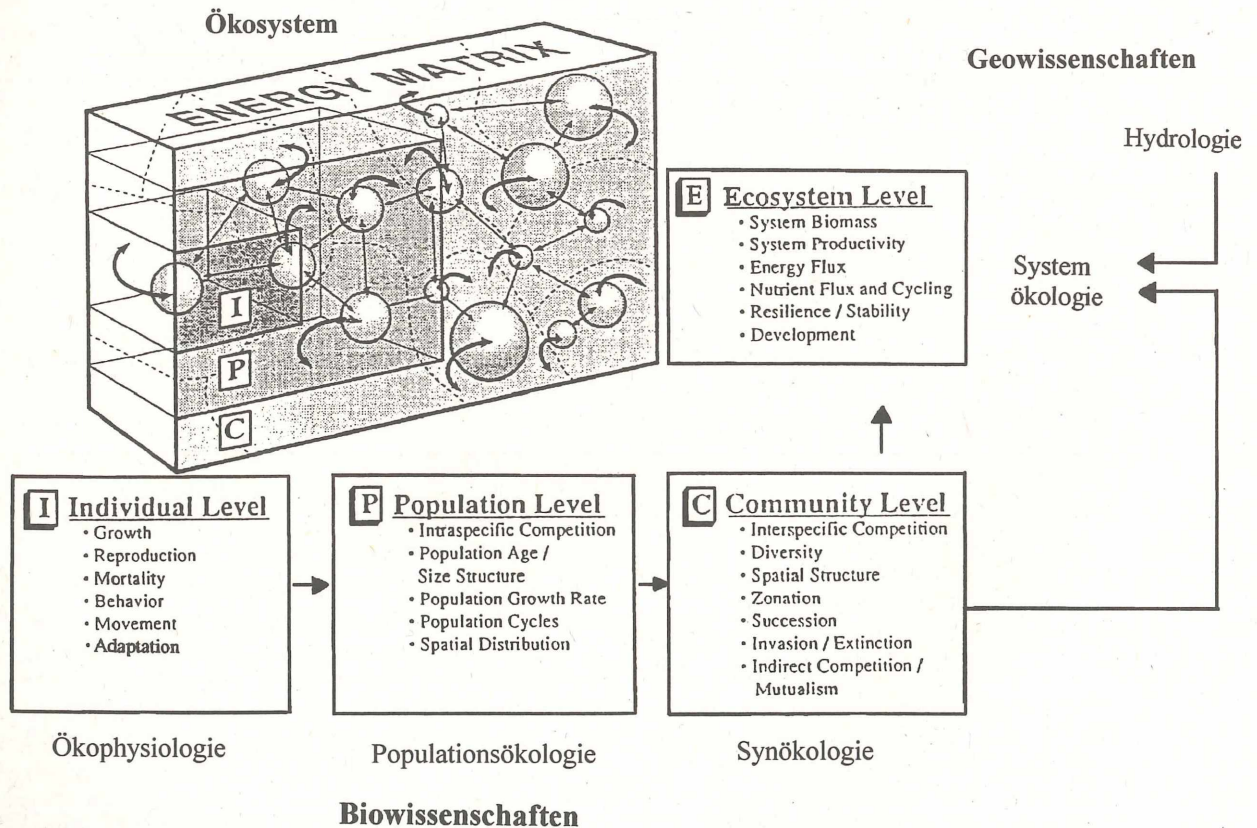 Ökosystem
ENERGY MATRIX
I
P
C
Geowissenschaften
Hydrologie
E Ecosystem Level
• System Biomass
• System Productivity
• Energy Flux
• Nutrient Flux and Cycling
• Resilience / Stability
• Development
System
ökologie
I Individual Level
• Growth
• Reproduction
• Mortality
• Behavior
• Movement
• Adaptation
P Population Level
• Intraspecific Competition
• Population Age /
Size Structure
• Population Growth Rate
• Population Cycles
• Spatial Distribution
C Community Level
• Interspecific Competition
• Diversity
• Spatial Structure
• Zonation
• Succession
• Invasion / Extinction
• Indirect Competition /
Mutualism
Ökophysiologie
Populationsökologie
Synökologie
Biowissenschaften